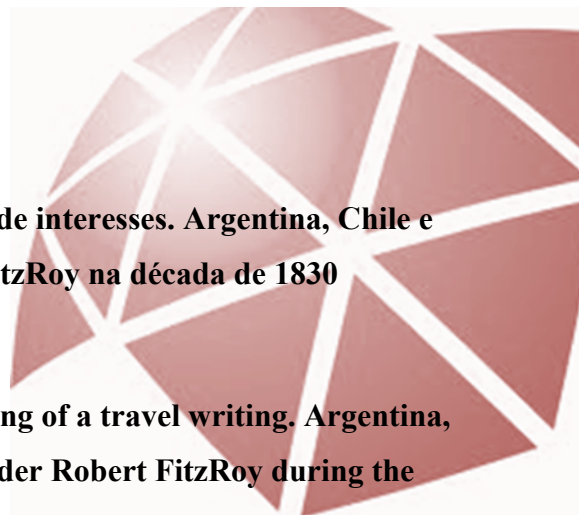 de interesses. Argentina, Chile e
tzRoy na década de 1830
ng of a travel writing. Argentina,
der Robert FitzRoy during the